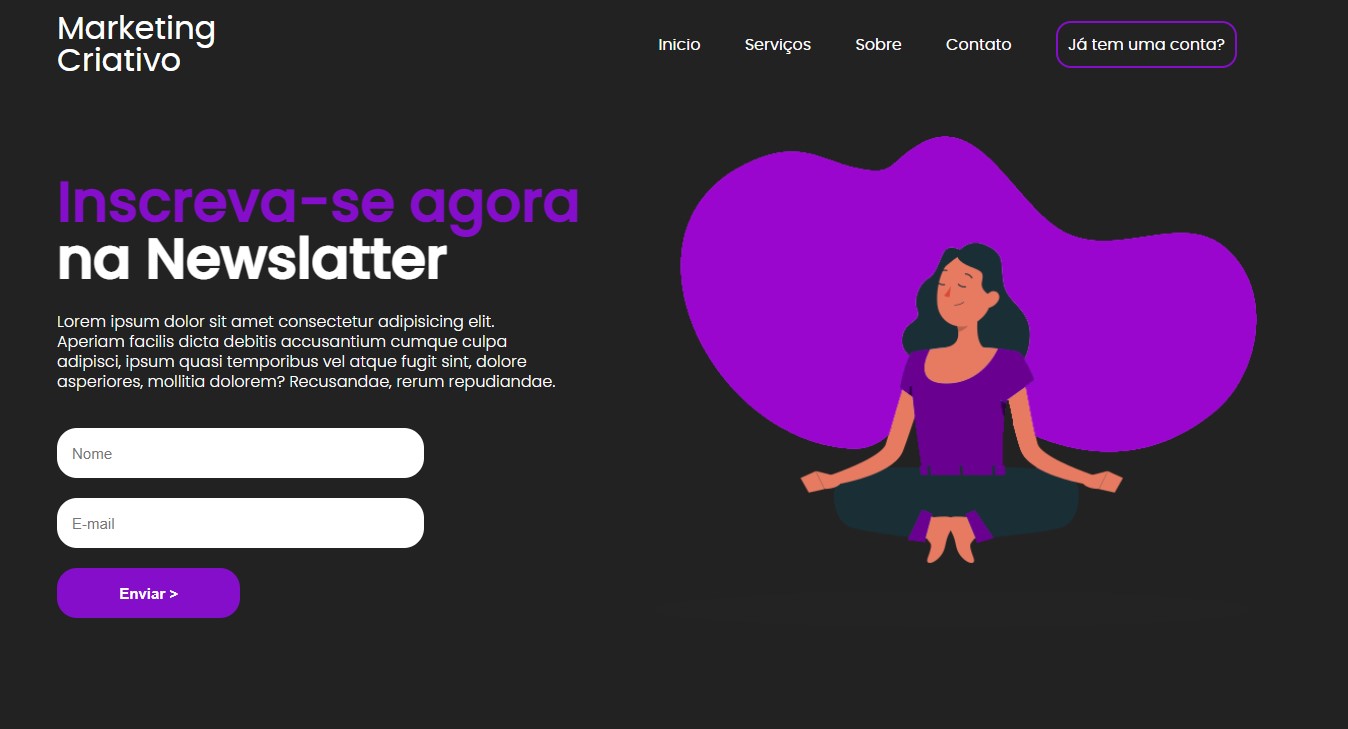 Marketing
Criativo
Inicio Serviços Sobre Contato Já tem uma conta?
Inscreva-se agora
na Newslatter
Lorem ipsum dolor sit amet consectetur adipisicing elit.
Aperiam facilis dicta debitis accusantium cumque culpa
adipisci, ipsum quasi temporibus vel atque fugit sint, dolore
asperiores, mollitia dolorem? Recusandae, rerum repudiandae.
Nome
E-mail
Enviar >